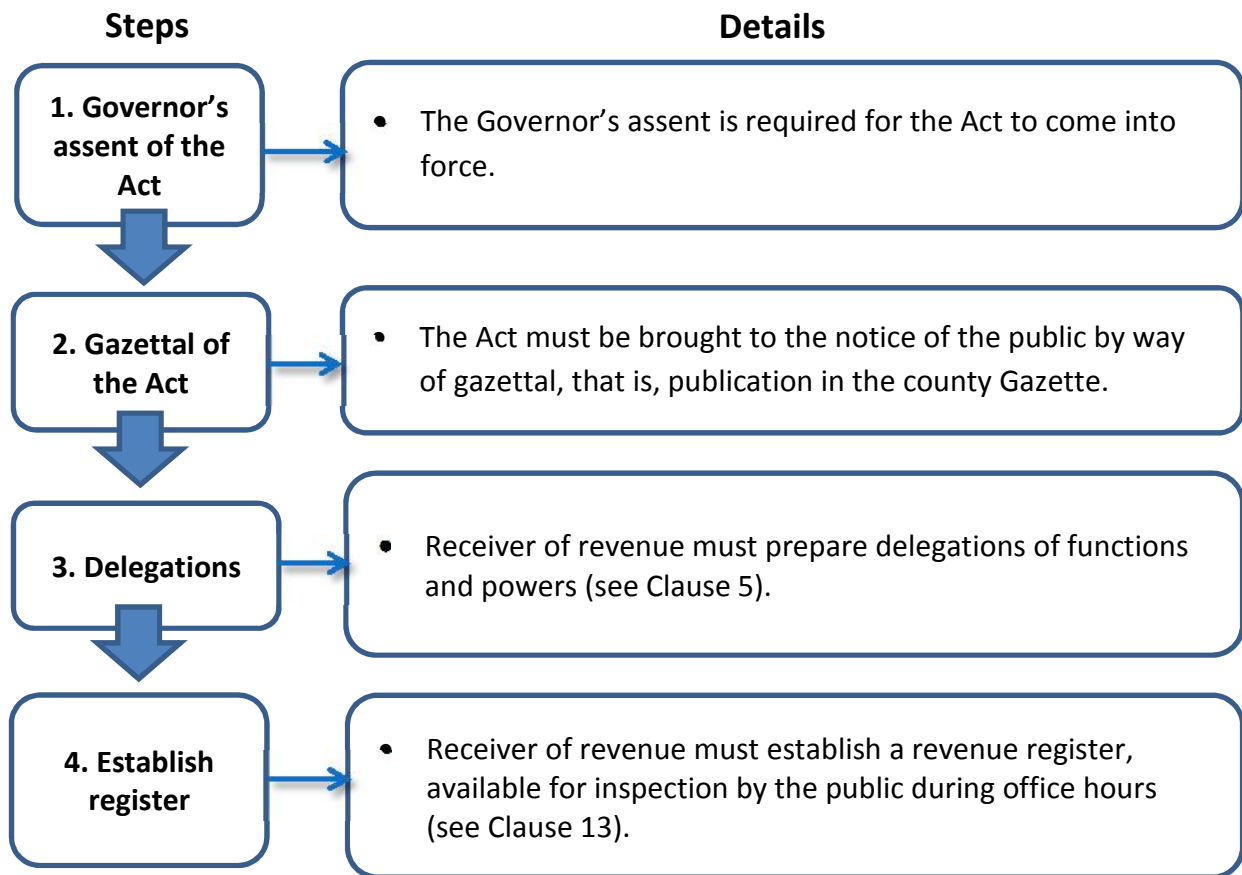 Steps
Details
1. Governor’s
assent of the
Act
• The Governor’s assent is required for the Act to come into
force.
2. Gazettal of
the Act
• The Act must be brought to the notice of the public by way
of gazettal, that is, publication in the county Gazette.
3. Delegations
• Receiver of revenue must prepare delegations of functions
and powers (see Clause 5).
4. Establish
register
• Receiver of revenue must establish a revenue register,
available for inspection by the public during office hours
(see Clause 13).